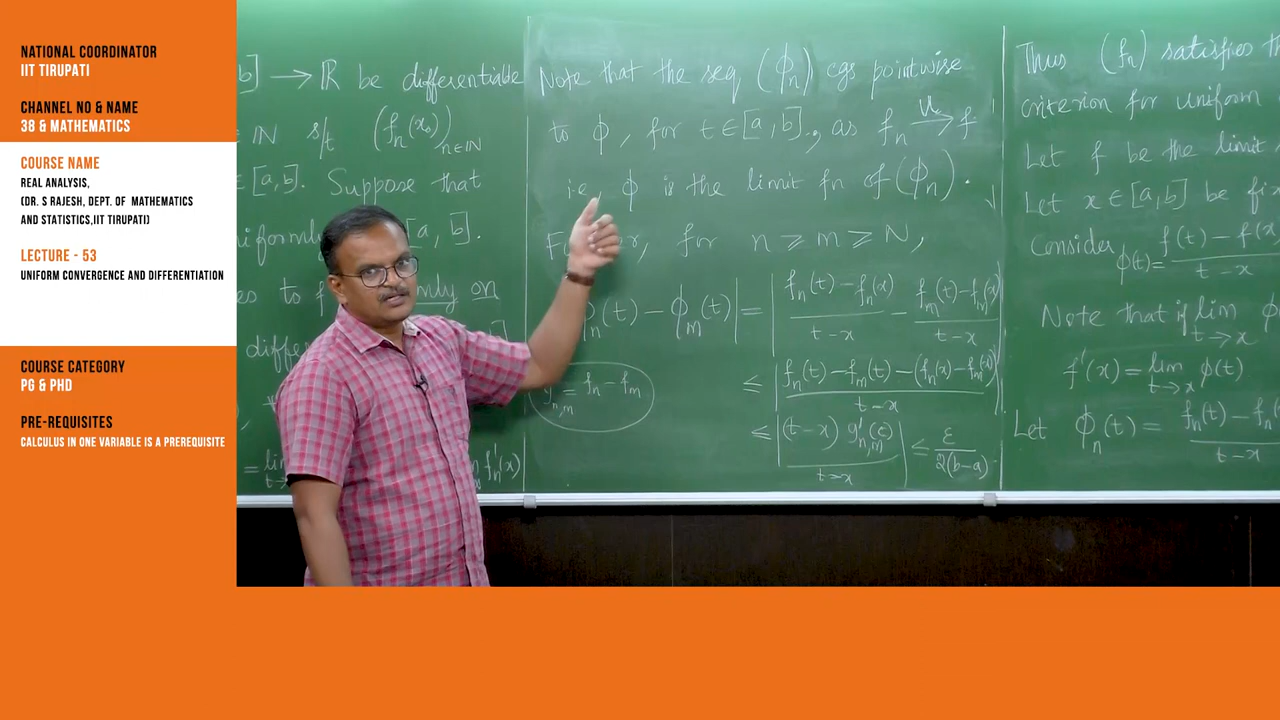 NATIONAL COORDINATOR
IIT TIRUPATI
CHANNEL NO & NAME
38 & MATHEMATICS
COURSE NAME
REAL ANALYSIS,
(DR. S RAJESH, DEPT. OF MATHEMATICS
AND STATISTICS,IIT TIRUPATI)
LECTURE - 53
UNIFORM CONVERGENCE AND DIFFERENTIATION
COURSE CATEGORY
PG & PHD
PRE-REQUISITES
CALCULUS IN ONE VARIABLE IS A PREREQUISITE
b] → ℝ be differentiable
∈ ℕ s/t (fₙ(x₀))ₙ∈ℕ
∈ [a,b]. Suppose that
a, b].
es to f
on
= lim
fₙ'(x)
Note that the seq (ϕₙ) cgs pointwise
to ϕ, for t ∈ [a,b], as fₙ →ᵘ f
i.e, ϕ is the limit fn of (ϕₙ).
for n ≥ m ≥ N,
ϕₙ(t) − ϕₘ(t)| = | (fₙ(t) − fₙ(x))/(t−x) − (fₘ(t) − fₘ(x))/(t−x)
≤ | (fₙ(t) − fₘ(t) − (fₙ(x) − fₘ(x)))/(t−x) |
gₙ,ₘ = fₙ − fₘ
≤ | (t−x) g'ₙ,ₘ(c)/(t−x) | ≤ ε/(2(b−a)).
Thus (fₙ) satisfies
criterion for uniform
Let f be the limit
Let x ∈ [a,b] be
Consider ϕ(t) = (f(t) − f(x))/(t−x)
Note that if lim t→x ϕ
f'(x) = lim t→x ϕ(t)
Let ϕₙ(t) = (fₙ(t) − fₙ)/(t−x)